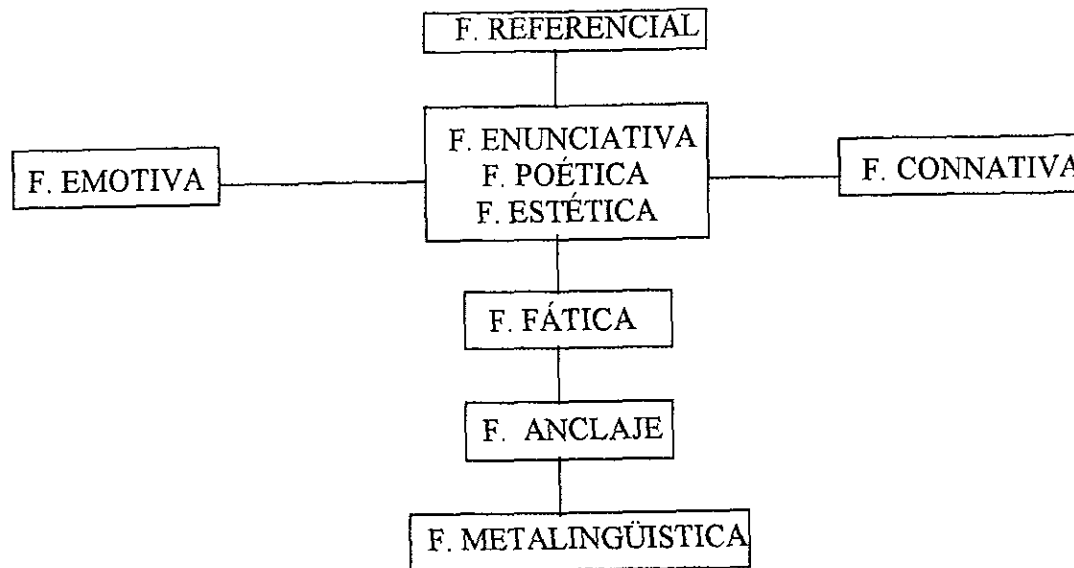 F. REFERENCIAL
F. ENUNCIATIVA
F. POÉTICA
F. ESTÉTICA
F. EMOTIVA
F. CONNATIVA
F. FÁTICA
F. ANCLAJE
F. METALINGÜISTICA